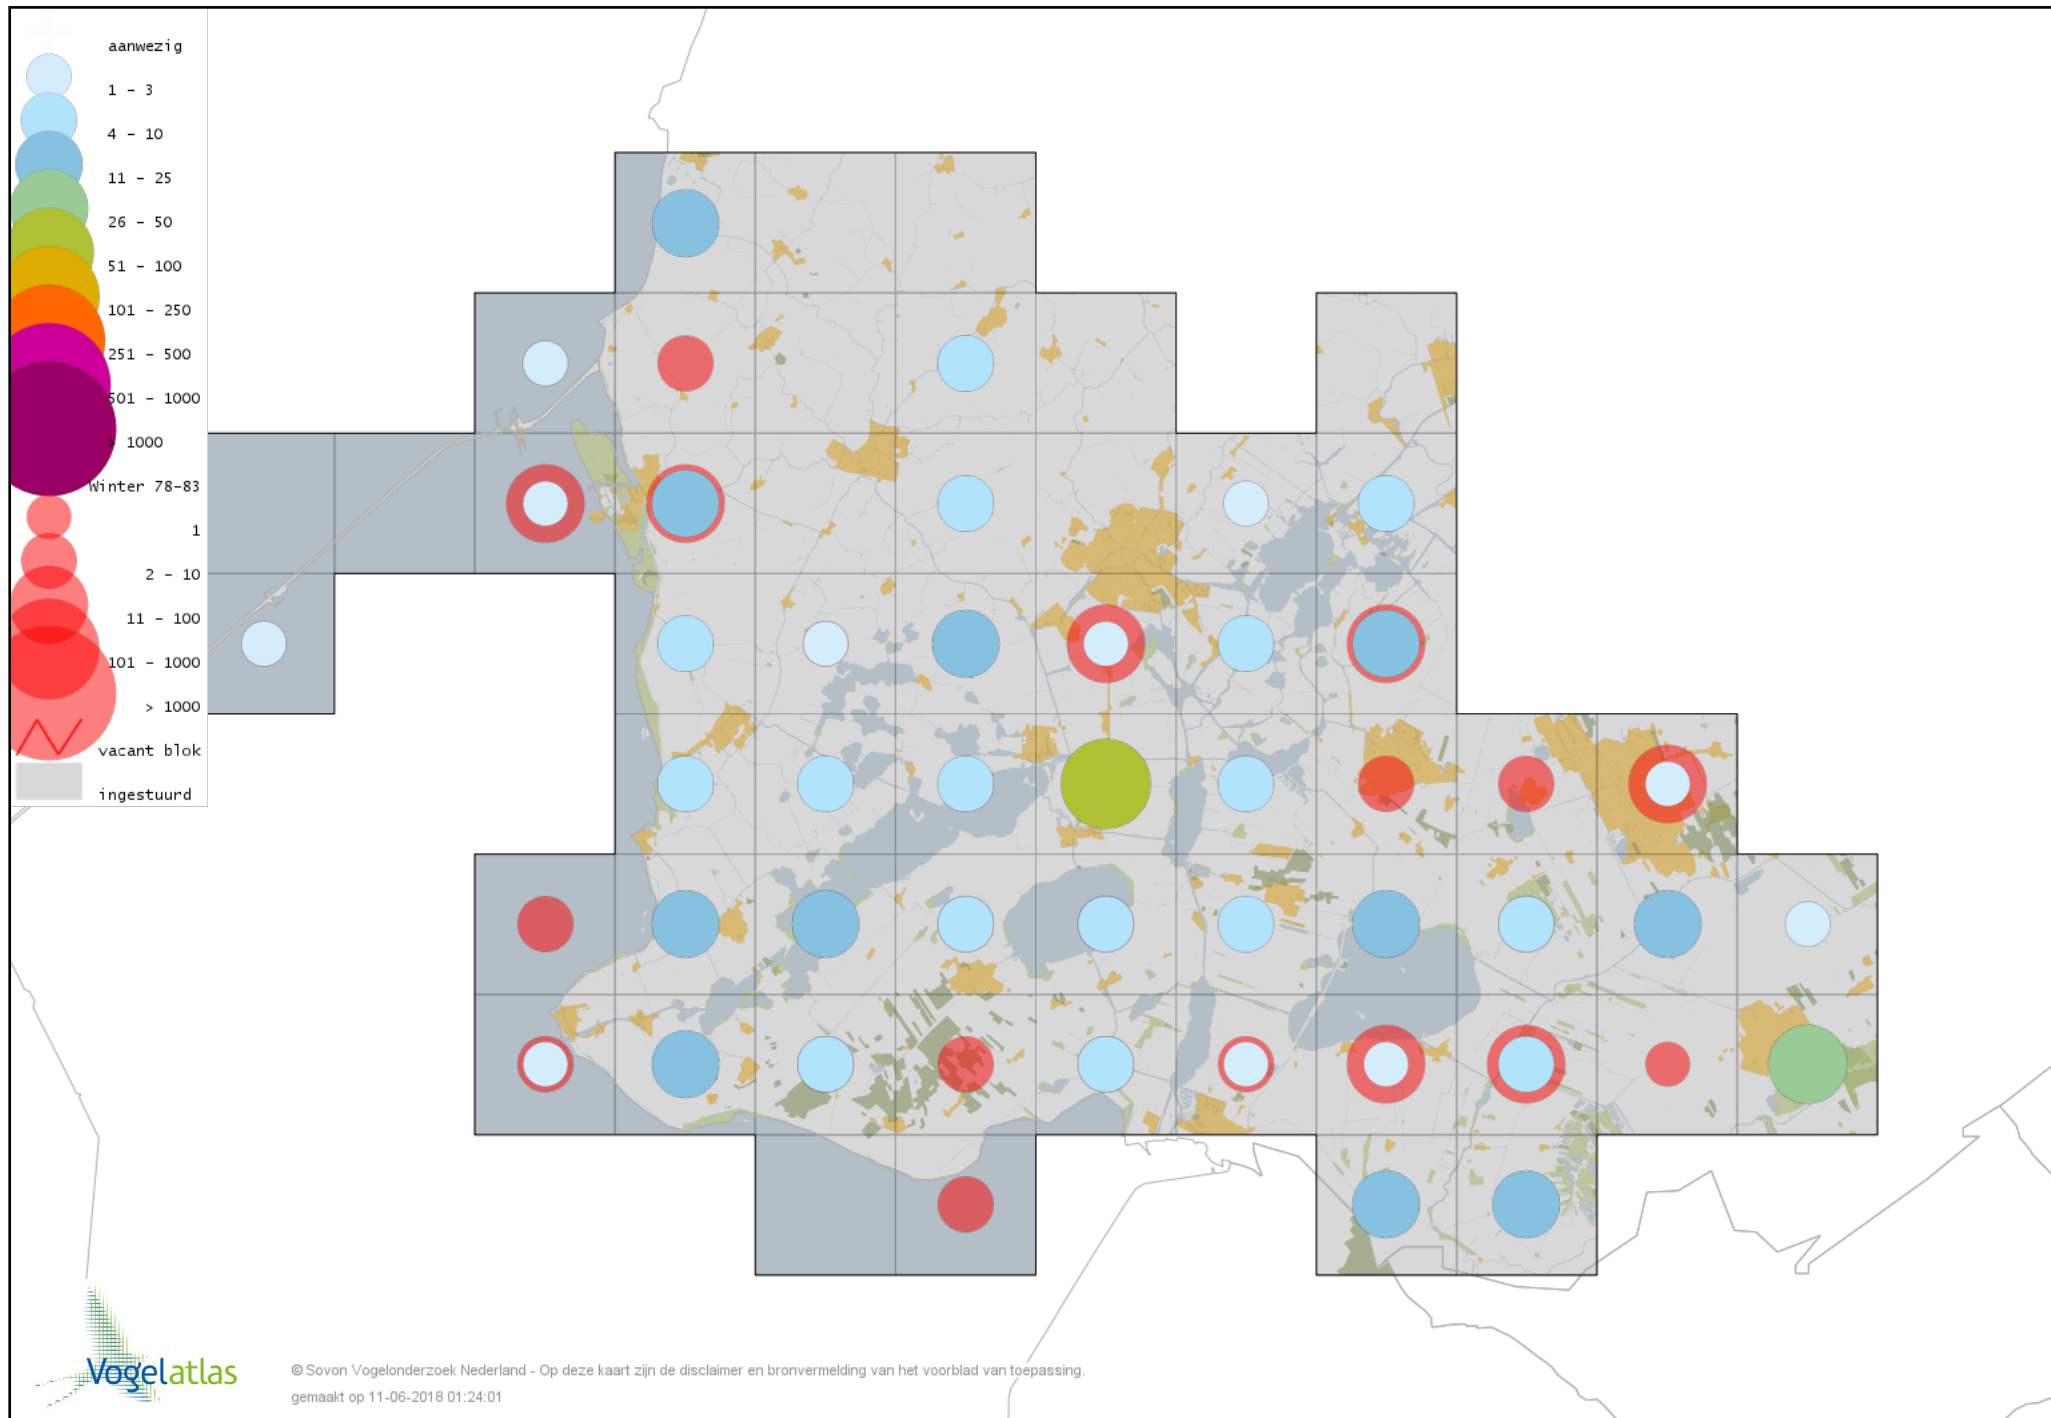 aanwezig
1 - 3
4 - 10
11 - 25
26 - 50
51 - 100
101 - 250
251 - 500
501 - 1000
> 1000
Winter 78-83
1
2 - 10
11 - 100
101 - 1000
> 1000
vacant blok
ingestuurd
Vogelatlas
© Sovon Vogelonderzoek Nederland - Op deze kaart zijn de disclaimer en bronvermelding van het voorblad van toepassing.
gemaakt op 11-06-2018 01:24:01